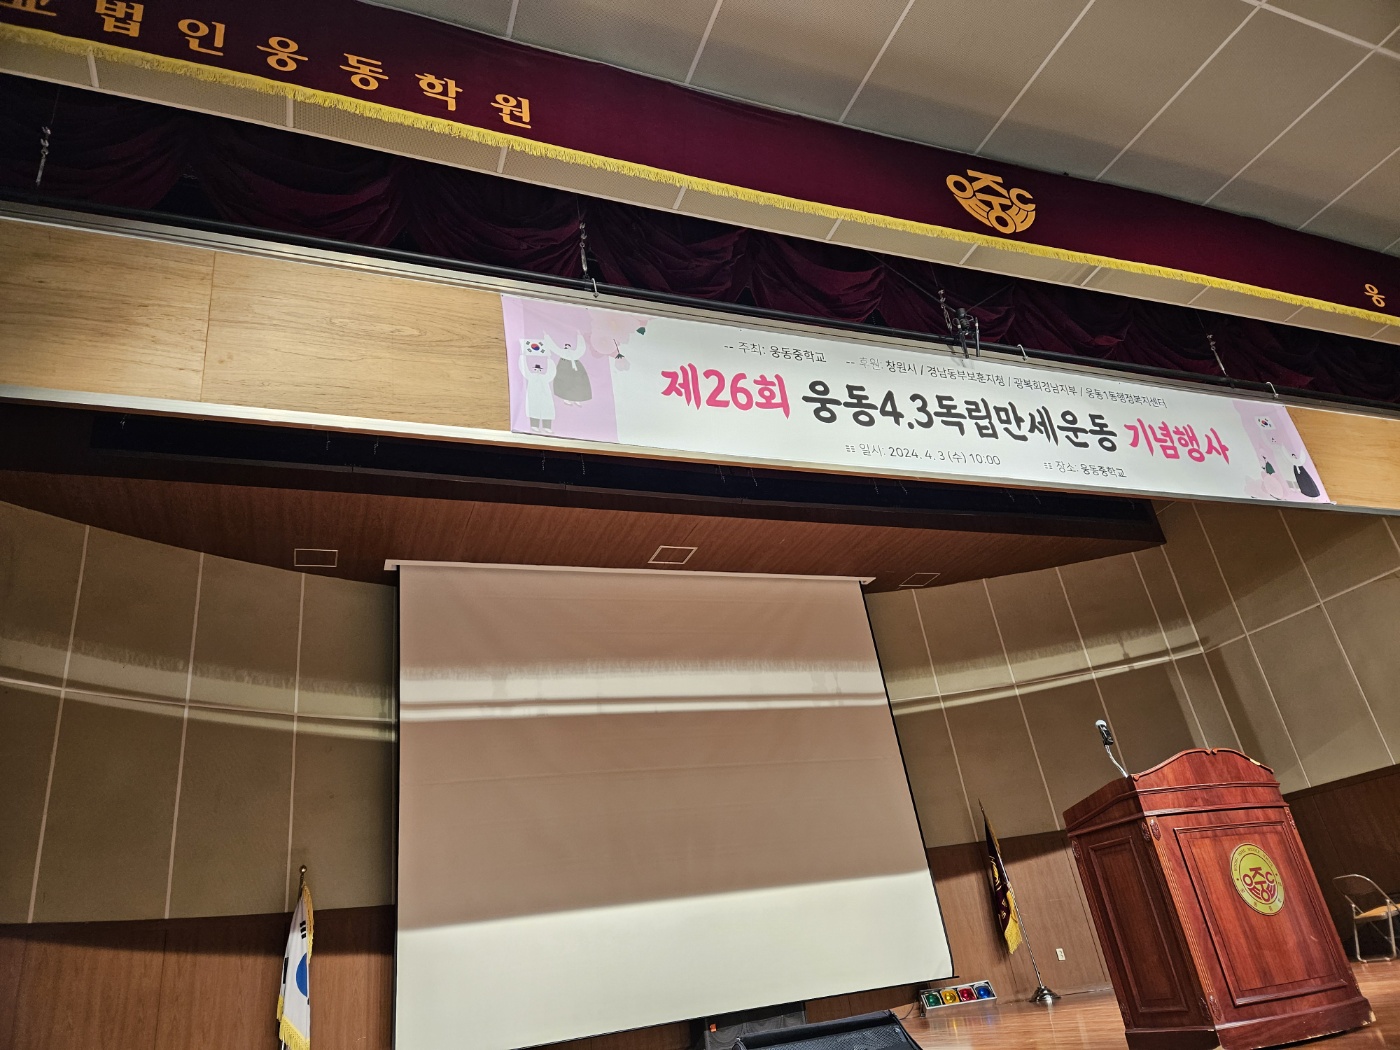 교법인웅동학원
웅
-- 주최: 웅동중학교 -- 후원: 창원시 / 경남동부보훈지청 / 광복회경남지부 / 웅동1동행정복지센터
제26회 웅동4.3독립만세운동 기념행사
일시: 2024. 4. 3 (수) 10:00 장소: 웅동중학교